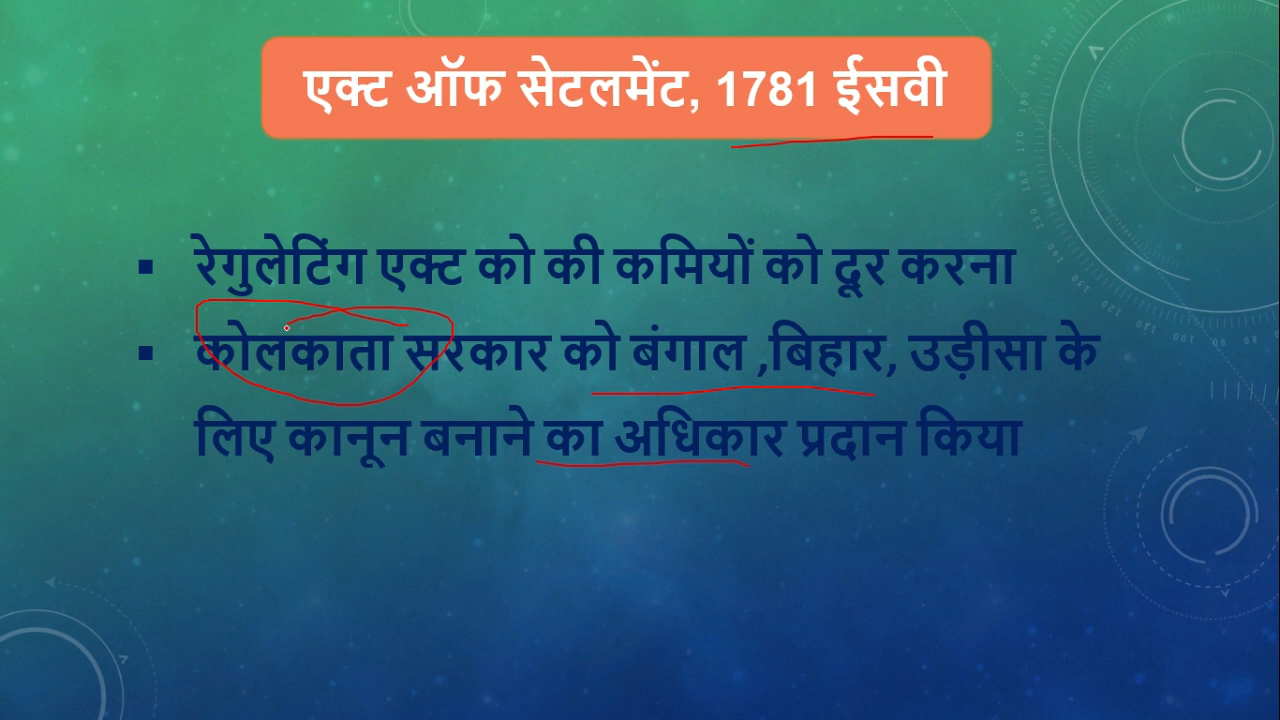 एक्ट ऑफ सेटलमेंट, 1781 ईसवी
▪ रेगुलेटिंग एक्ट को की कमियों को दूर करना
▪ कोलकाता सरकार को बंगाल ,बिहार, उड़ीसा के
लिए कानून बनाने का अधिकार प्रदान किया